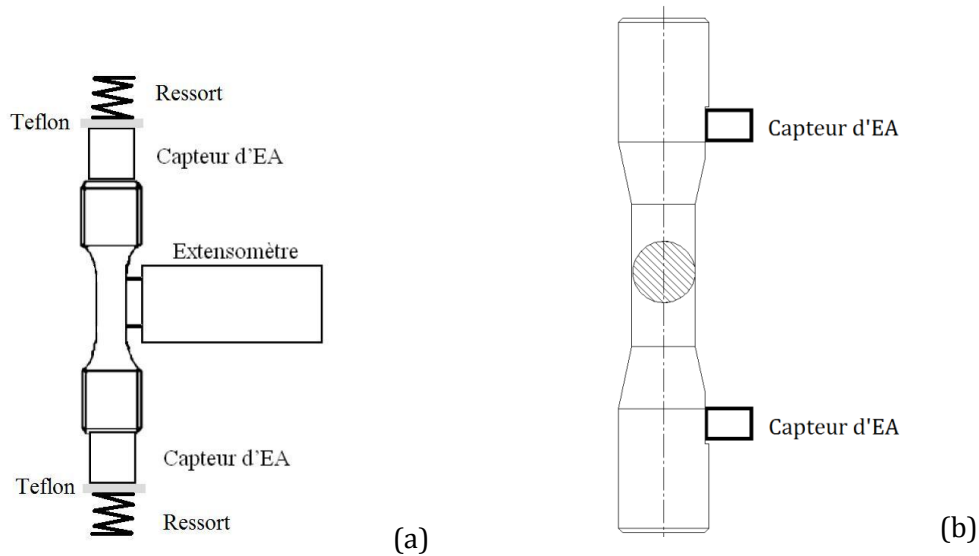 Ressort
Teflon
Capteur d’EA
Extensomètre
Capteur d’EA
Teflon
Ressort
(a)
Capteur d'EA
Capteur d'EA
(b)